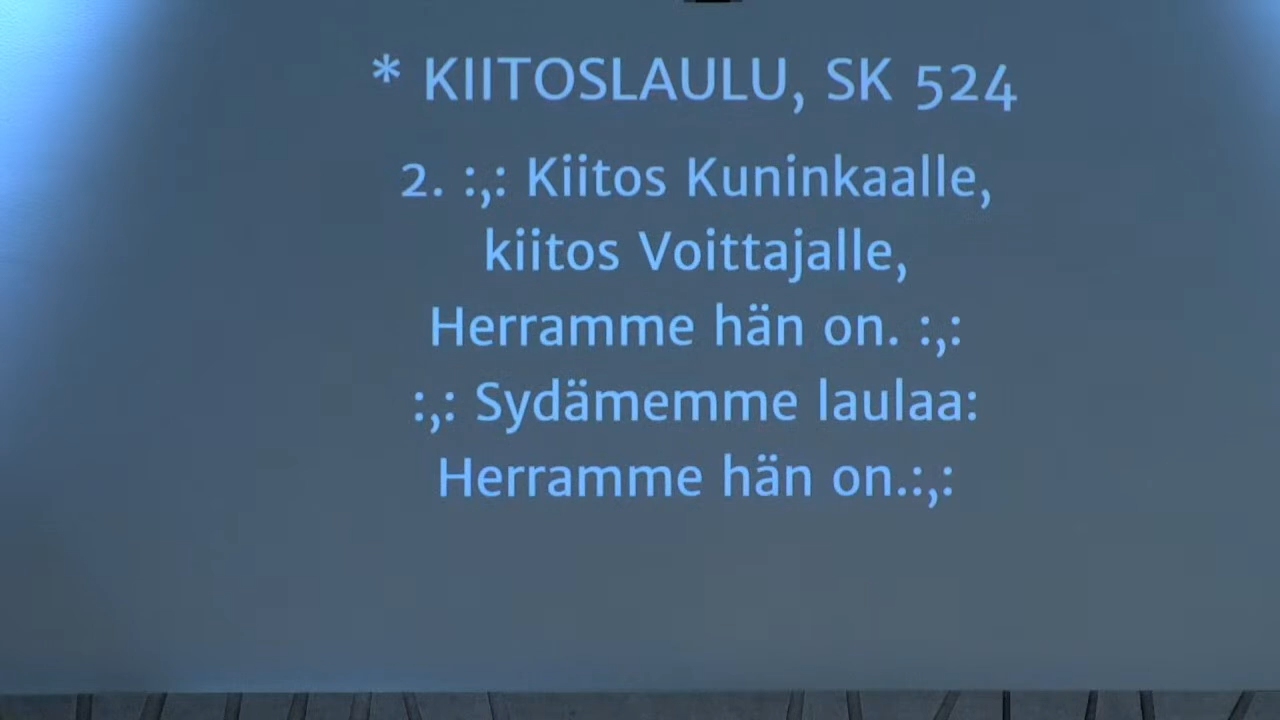 * KIITOSLAULU, SK 524
2. :,: Kiitos Kuninkaalle,
kiitos Voittajalle,
Herramme hän on. :,:
:,: Sydämemme laulaa:
Herramme hän on.:,: